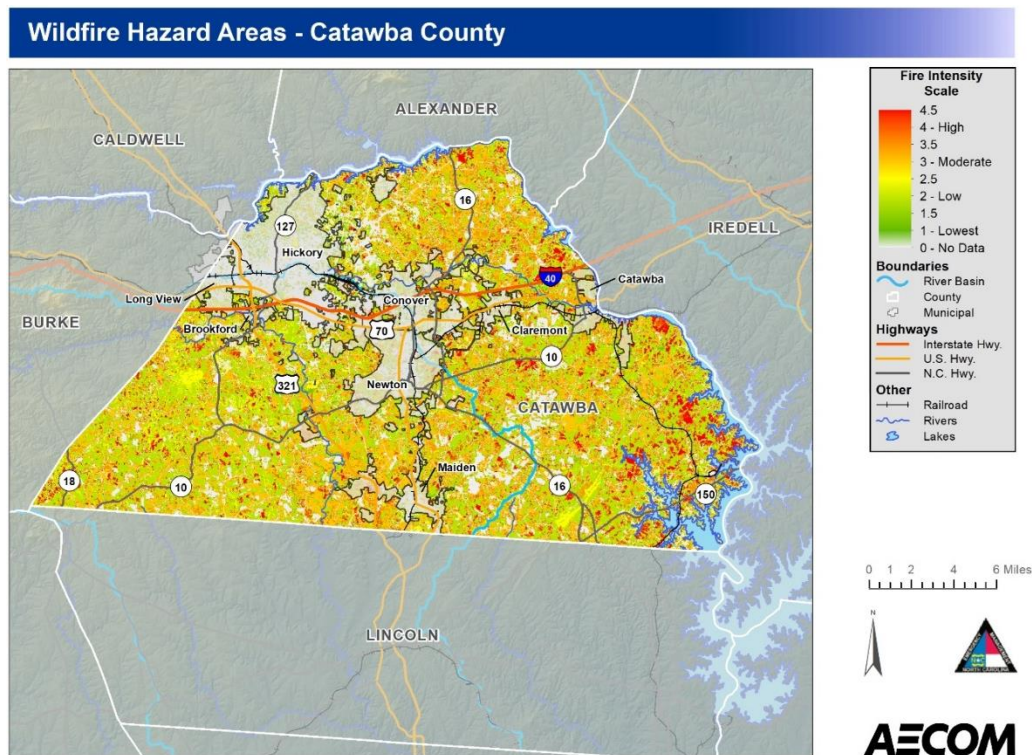 Wildfire Hazard Areas - Catawba County
ALEXANDER
CALDWELL
16
127
IREDELL
Hickory
40
Catawba
Long View
Conover
BURKE
Brookford
70
Claremont
10
321
Newton
CATAWBA
Maiden
18
10
16
150
LINCOLN
Fire Intensity
Scale
4.5
4 - High
3.5
3 - Moderate
2.5
2 - Low
1.5
1 - Lowest
0 - No Data
Boundaries
River Basin
County
Municipal
Highways
Interstate Hwy.
U.S. Hwy.
N.C. Hwy.
Other
Railroad
Rivers
Lakes
0 1 2 4 6 Miles
N
NORTH CAROLINA
AECOM